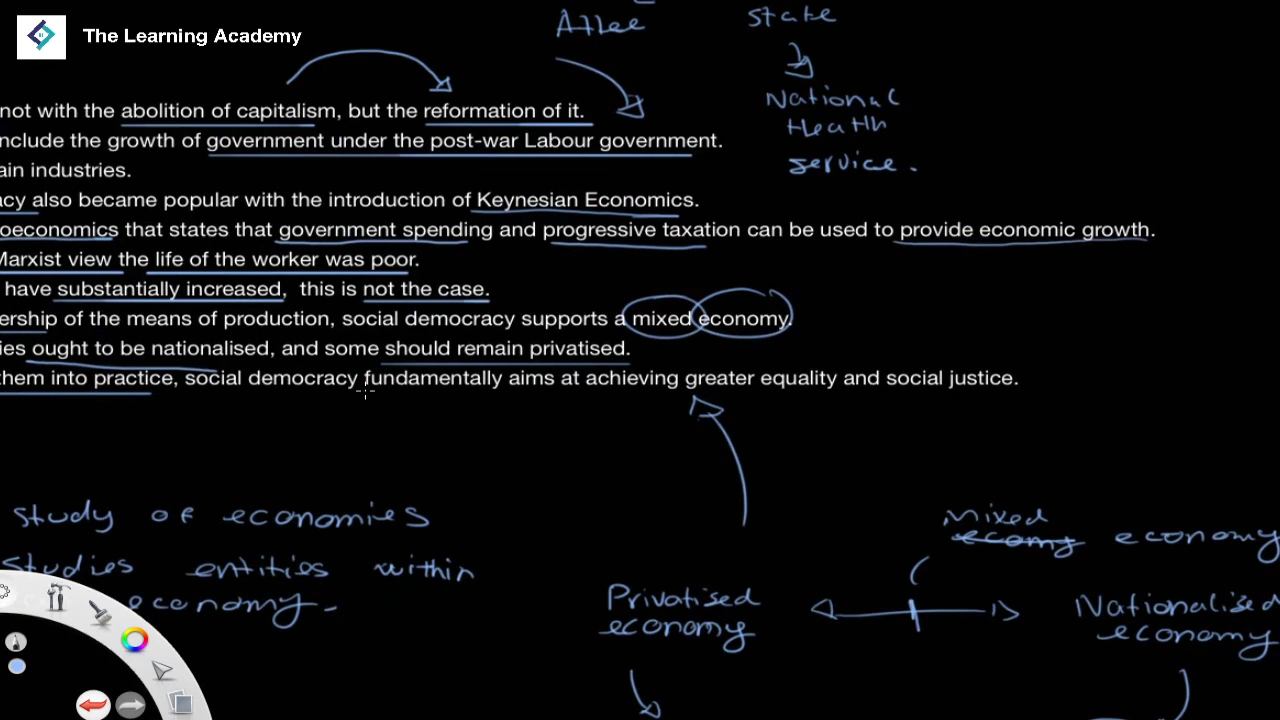 The Learning Academy
Atlee
State
National
Health
service.
not with the abolition of capitalism, but the reformation of it.
nclude the growth of government under the post-war Labour government.
ain industries.
acy also became popular with the introduction of Keynesian Economics.
oeconomics that states that government spending and progressive taxation can be used to provide economic growth.
Marxist view the life of the worker was poor.
have substantially increased, this is not the case.
ership of the means of production, social democracy supports a mixed economy.
ies ought to be nationalised, and some should remain privatised.
them into practice, social democracy fundamentally aims at achieving greater equality and social justice.
study of economies
studies entities within
economy.
Mixed
economy
Privatised
economy
Nationalised
economy